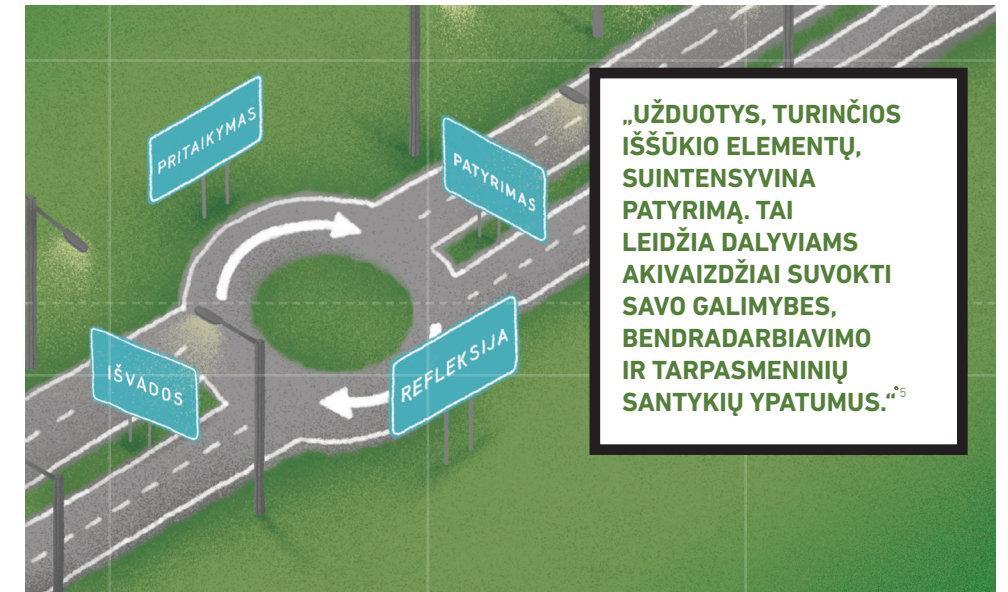 PRITAIKYMAS
PATYRIMAS
IŠVADOS
REFLEKSIJA
„UŽDUOTYS, TURINČIOS
IŠŠŪKIO ELEMENTŲ,
SUINTENSYVINA
PATYRIMĄ. TAI
LEIDŽIA DALYVIAMS
AKIVAIZDŽIAI SUVOKTI
SAVO GALIMYBES,
BENDRADARBIAVIMO
IR TARPASMENINIŲ
SANTYKIŲ YPATUMUS.“°5